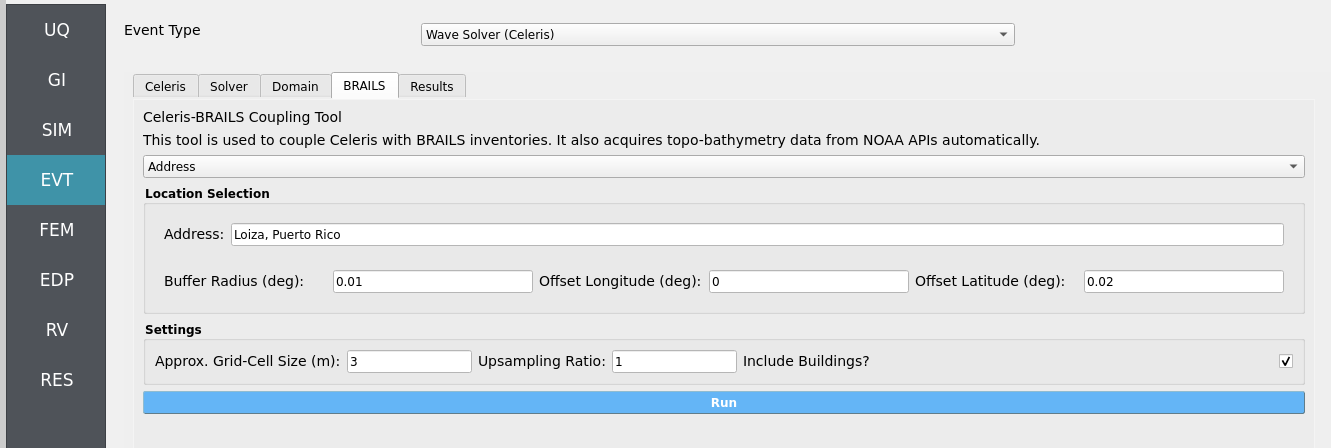 UQ
GI
SIM
EVT
FEM
EDP
RV
RES
Event Type
Wave Solver (Celeris)
Celeris Solver Domain BRAILS Results
Celeris-BRAILS Coupling Tool
This tool is used to couple Celeris with BRAILS inventories. It also acquires topo-bathymetry data from NOAA APIs automatically.
Address
Location Selection
Address: Loiza, Puerto Rico
Buffer Radius (deg): 0.01 Offset Longitude (deg): 0 Offset Latitude (deg): 0.02
Settings
Approx. Grid-Cell Size (m): 3 Upsampling Ratio: 1 Include Buildings?
Run